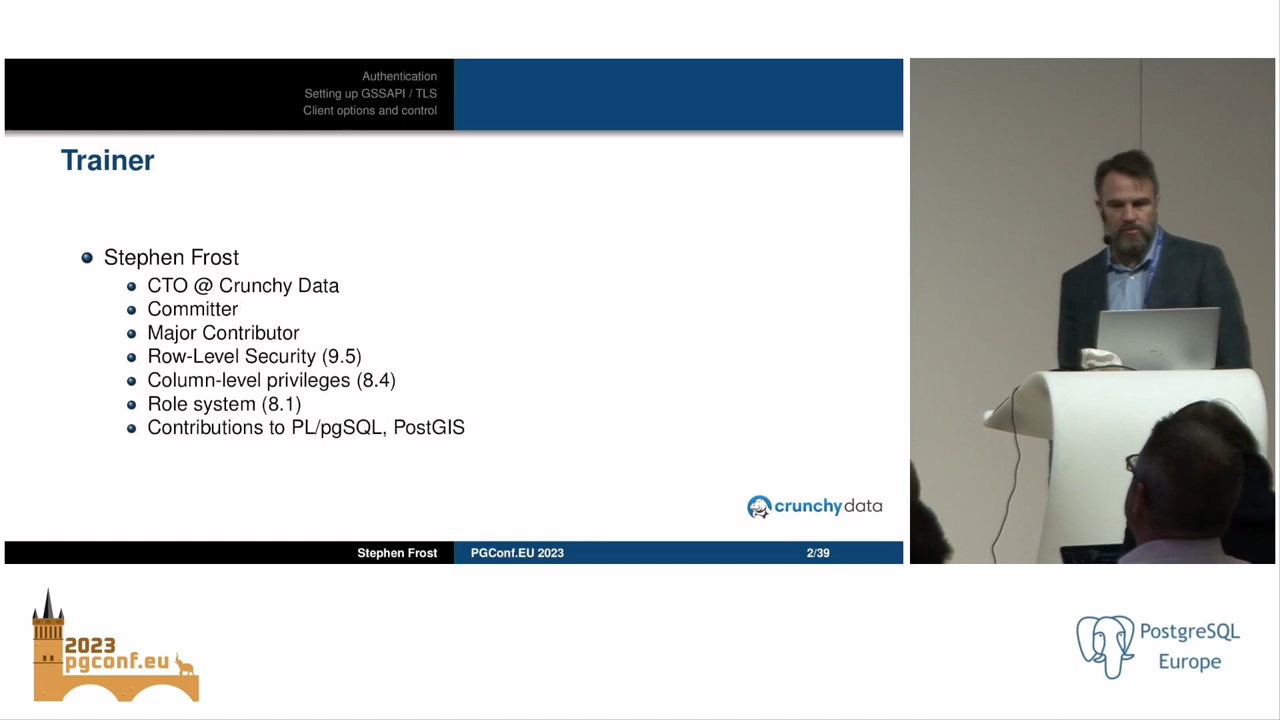 Authentication
Setting up GSSAPI / TLS
Client options and control
Trainer
Stephen Frost
CTO @ Crunchy Data
Committer
Major Contributor
Row-Level Security (9.5)
Column-level privileges (8.4)
Role system (8.1)
Contributions to PL/pgSQL, PostGIS
crunchydata
Stephen Frost PGConf.EU 2023 2/39
2023
pgconf.eu
PostgreSQL
Europe